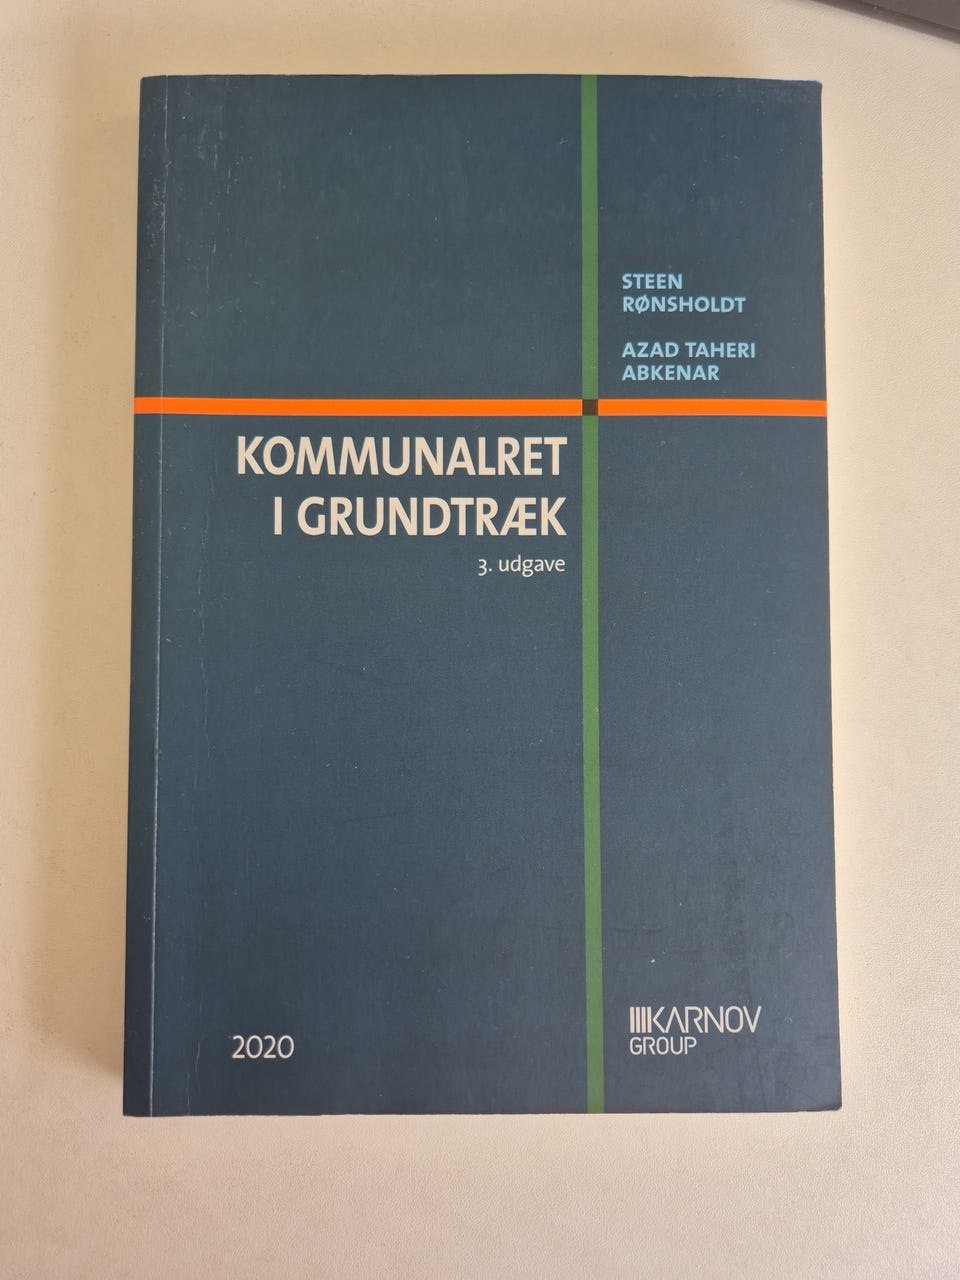 STEEN
RØNSHOLDT
AZAD TAHERI
ABKENAR
KOMMUNALRET
I GRUNDTRÆK
3. udgave
2020
KARNOV
GROUP